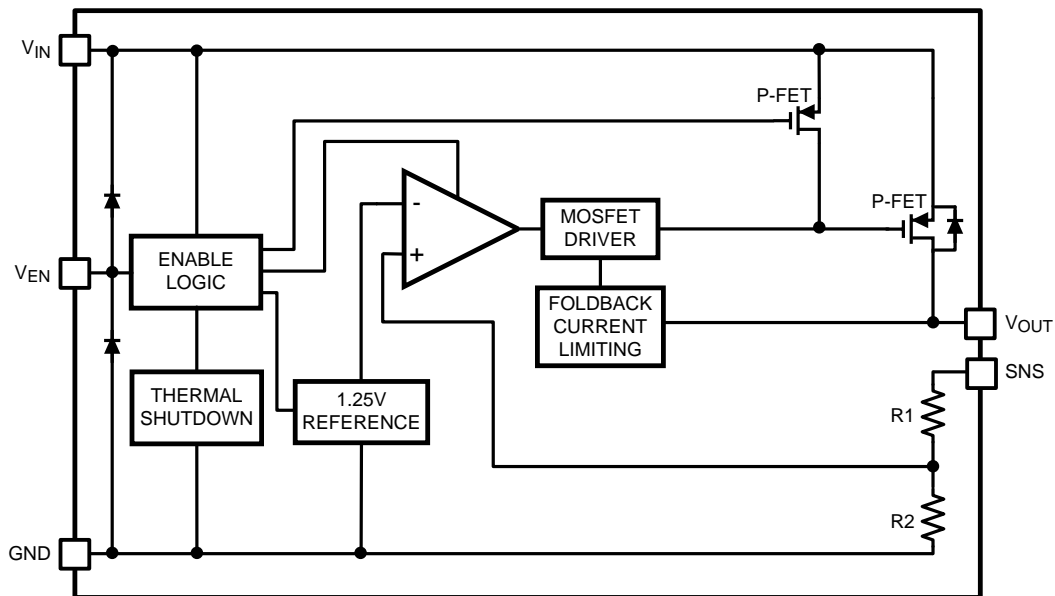 VIN
P-FET
P-FET
-
MOSFET
DRIVER
+
VEN
ENABLE
LOGIC
FOLDBACK
CURRENT
LIMITING
VOUT
SNS
THERMAL
SHUTDOWN
1.25V
REFERENCE
R1
R2
GND